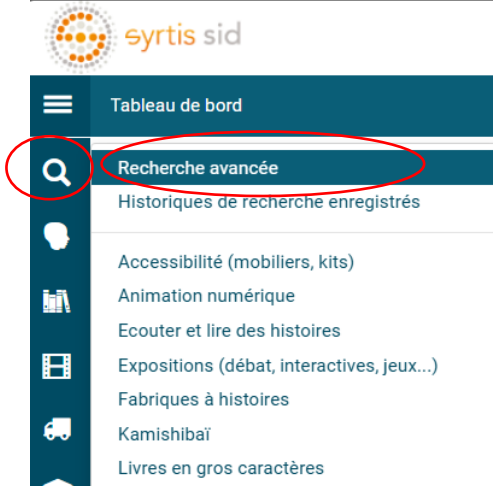 syrtis sid
Tableau de bord
Recherche avancée
Historiques de recherche enregistrés
Accessibilité (mobiliers, kits)
Animation numérique
Ecouter et lire des histoires
Expositions (débat, interactives, jeux...)
Fabriques à histoires
Kamishibaï
Livres en gros caractères